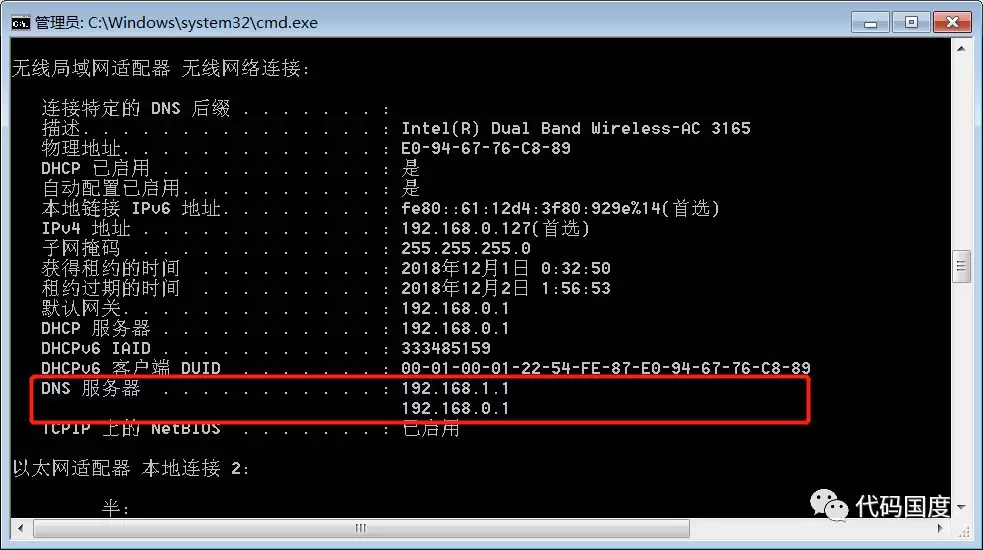 管理员: C:\Windows\system32\cmd.exe
无线局域网适配器 无线网络连接:
连接特定的 DNS 后缀 . . . . . . . :
描述. . . . . . . . . . . . . . . : Intel(R) Dual Band Wireless-AC 3165
物理地址. . . . . . . . . . . . . : E0-94-67-76-C8-89
DHCP 已启用 . . . . . . . . . . . : 是
自动配置已启用. . . . . . . . . . : 是
本地链接 IPv6 地址. . . . . . . . : fe80::61:12d4:3f80:929e%14(首选)
IPv4 地址 . . . . . . . . . . . . : 192.168.0.127(首选)
子网掩码 . . . . . . . . . . . . : 255.255.255.0
获得租约的时间 . . . . . . . . . : 2018年12月1日 0:32:50
租约过期的时间 . . . . . . . . . : 2018年12月2日 1:56:53
默认网关. . . . . . . . . . . . . : 192.168.0.1
DHCP 服务器 . . . . . . . . . . . : 192.168.0.1
DHCPv6 IAID . . . . . . . . . . . : 333485159
DHCPv6 客户端 DUID . . . . . . . : 00-01-00-01-22-54-FE-87-E0-94-67-76-C8-89
DNS 服务器 . . . . . . . . . . . : 192.168.1.1
192.168.0.1
TCPIP 上的 NetBIOS . . . . . . . : 已启用
以太网适配器 本地连接 2:
半:
代码国度